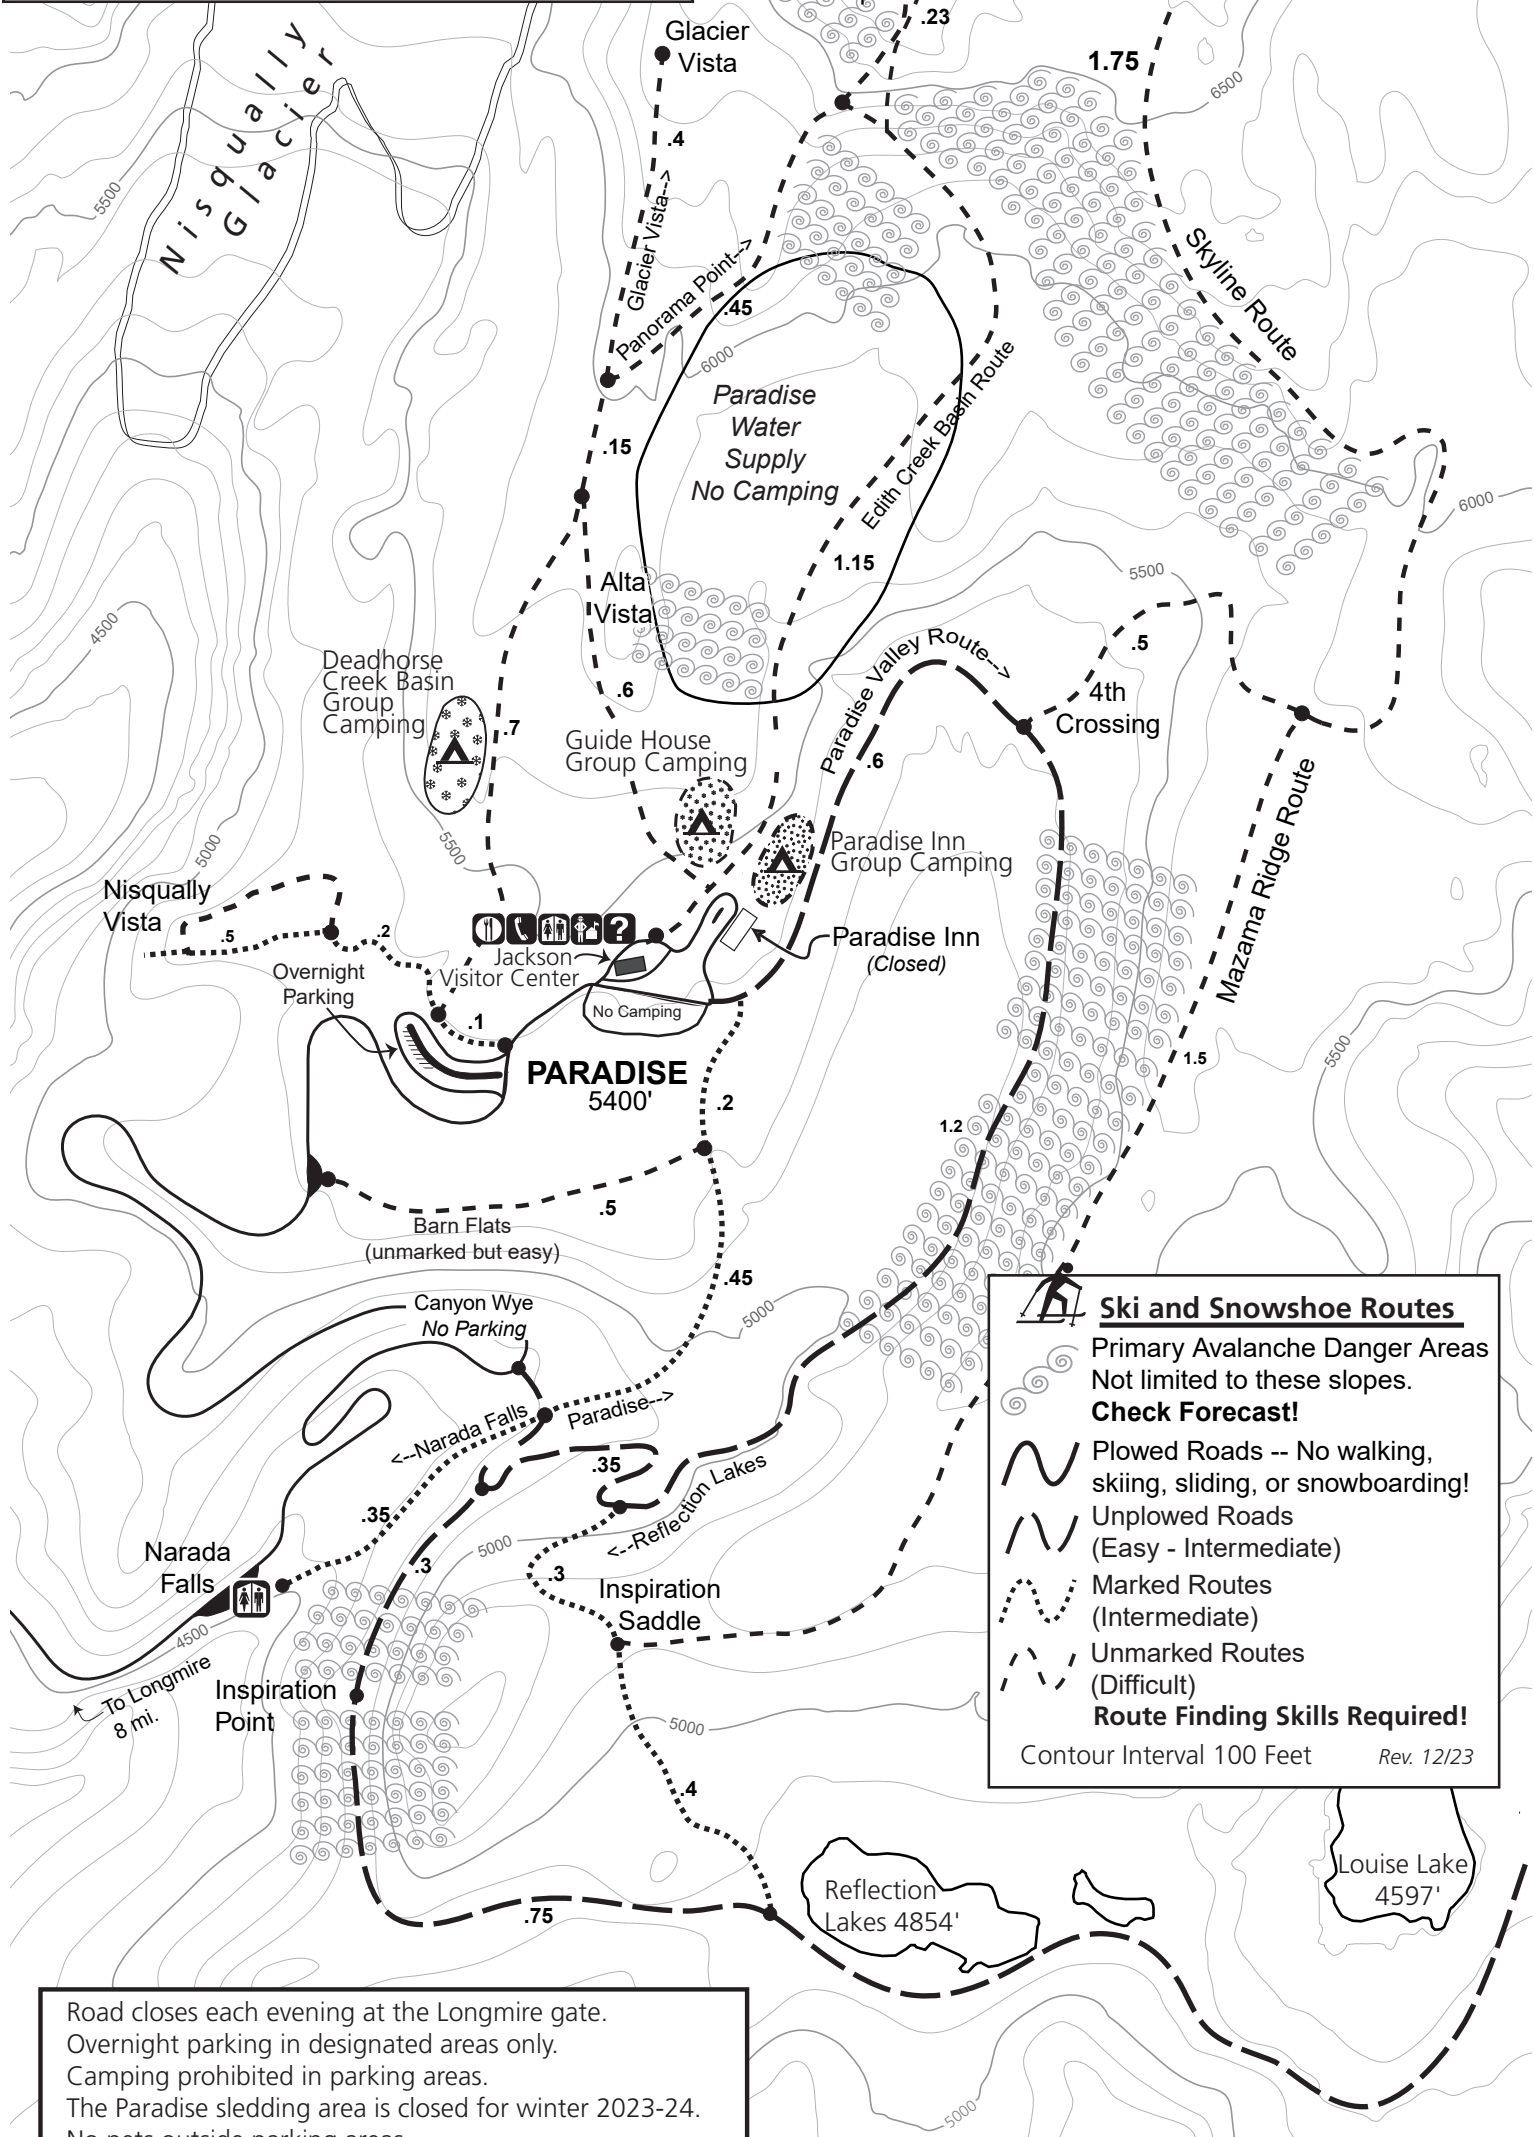 .23
Glacier
Vista
1.75
6500
Nisqually
Glacier
.4
5500
Glacier Vista-->
Panorama Point-->
.45
Skyline Route
6000
Paradise
Water
Supply
No Camping
.15
Edith Creek Basin Route
6000
1.15
5500
Alta
Vista
4500
.5
Paradise Valley Route-->
Deadhorse
Creek Basin
Group
Camping
.6
4th
Crossing
.7
Guide House
Group Camping
.6
Mazama Ridge Route
5000
5500
Paradise Inn
Group Camping
Nisqually
Vista
.5
.2
?
Paradise Inn
(Closed)
Jackson
Visitor Center
Overnight
Parking
No Camping
.1
PARADISE
5400'
5500
1.5
.2
1.2
.5
Barn Flats
(unmarked but easy)
.45
Canyon Wye
No Parking
5000
<--Narada Falls
Paradise-->
.35
<--Reflection Lakes
.35
5000
.3
.3
Narada
Falls
Inspiration
Saddle
4500
To Longmire
8 mi.
Inspiration
Point
5000
.4
Ski and Snowshoe Routes
Primary Avalanche Danger Areas
Not limited to these slopes.
Check Forecast!
Plowed Roads -- No walking,
skiing, sliding, or snowboarding!
Unplowed Roads
(Easy - Intermediate)
Marked Routes
(Intermediate)
Unmarked Routes
(Difficult)
Route Finding Skills Required!
Contour Interval 100 Feet
Rev. 12/23
Reflection
Lakes 4854'
Louise Lake
4597'
.75
5000
Road closes each evening at the Longmire gate.
Overnight parking in designated areas only.
Camping prohibited in parking areas.
The Paradise sledding area is closed for winter 2023-24.
No pets outside parking areas.